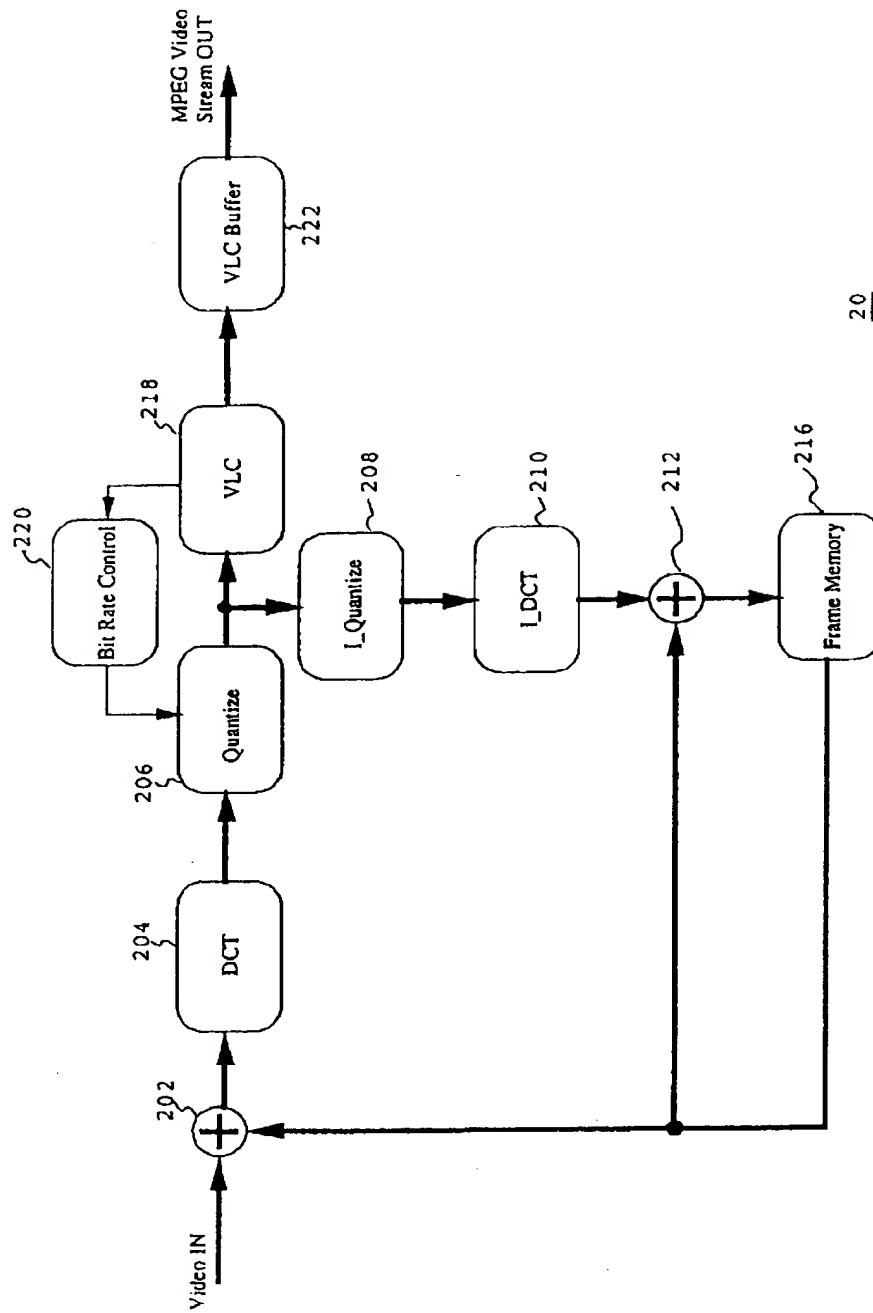 Video IN
202
204
DCT
206
Quantize
220
Bit Rate Control
218
VLC
VLC Buffer
222
MPEG Video
Stream OUT
I_Quantize
208
I_DCT
210
212
216
Frame Memory
20